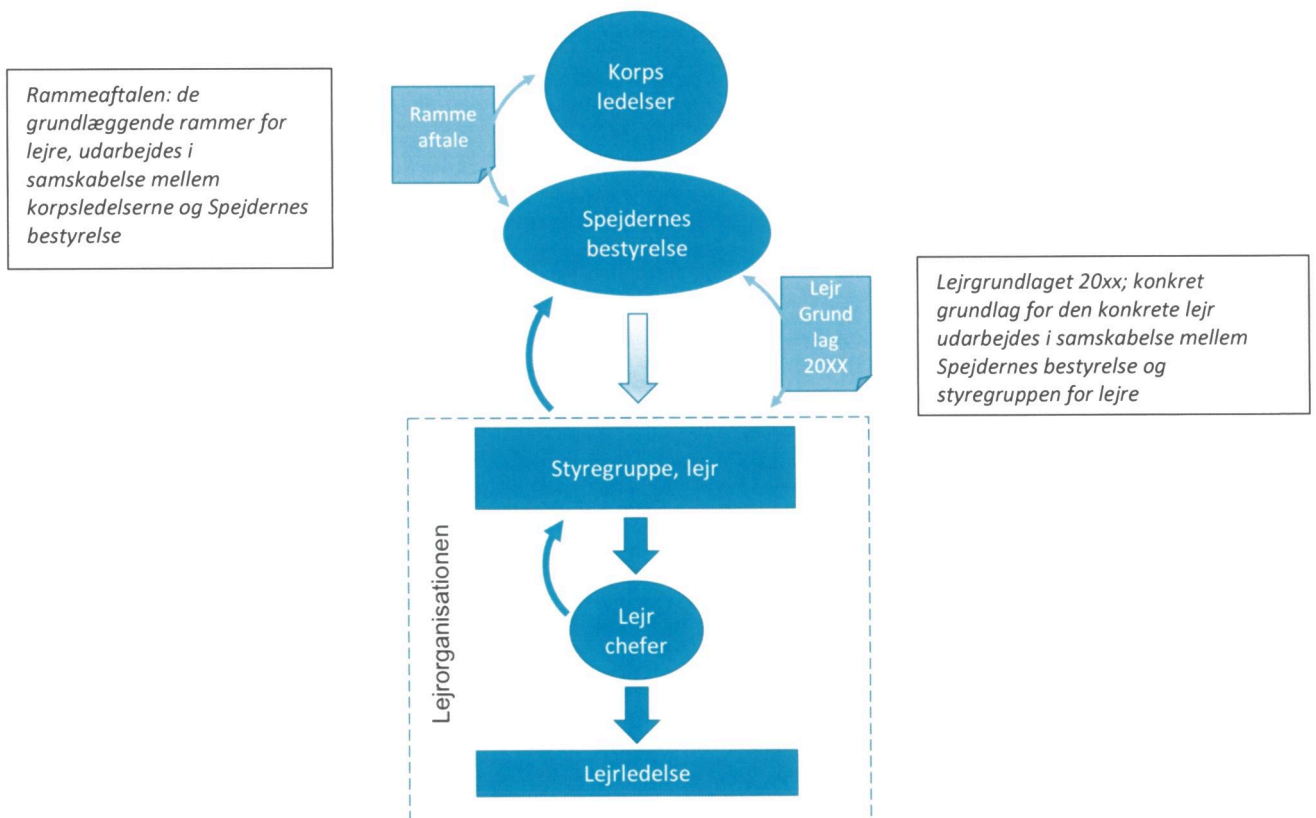 Korps
ledelser
Rammeaftalen: de
grundlæggende rammer for
lejre, udarbejdes i
samskabelse mellem
korpsledelserne og Spejdernes
bestyrelse
Ramme
aftale
Spejdernes
bestyrelse
Lejr
Grund
lag
20XX
Lejrgrundlaget 20xx; konkret
grundlag for den konkrete lejr
udarbejdes i samskabelse mellem
Spejdernes bestyrelse og
styregruppen for lejre
Styregruppe, lejr
Lejrorganisationen
Lejr
chefer
Lejrledelse